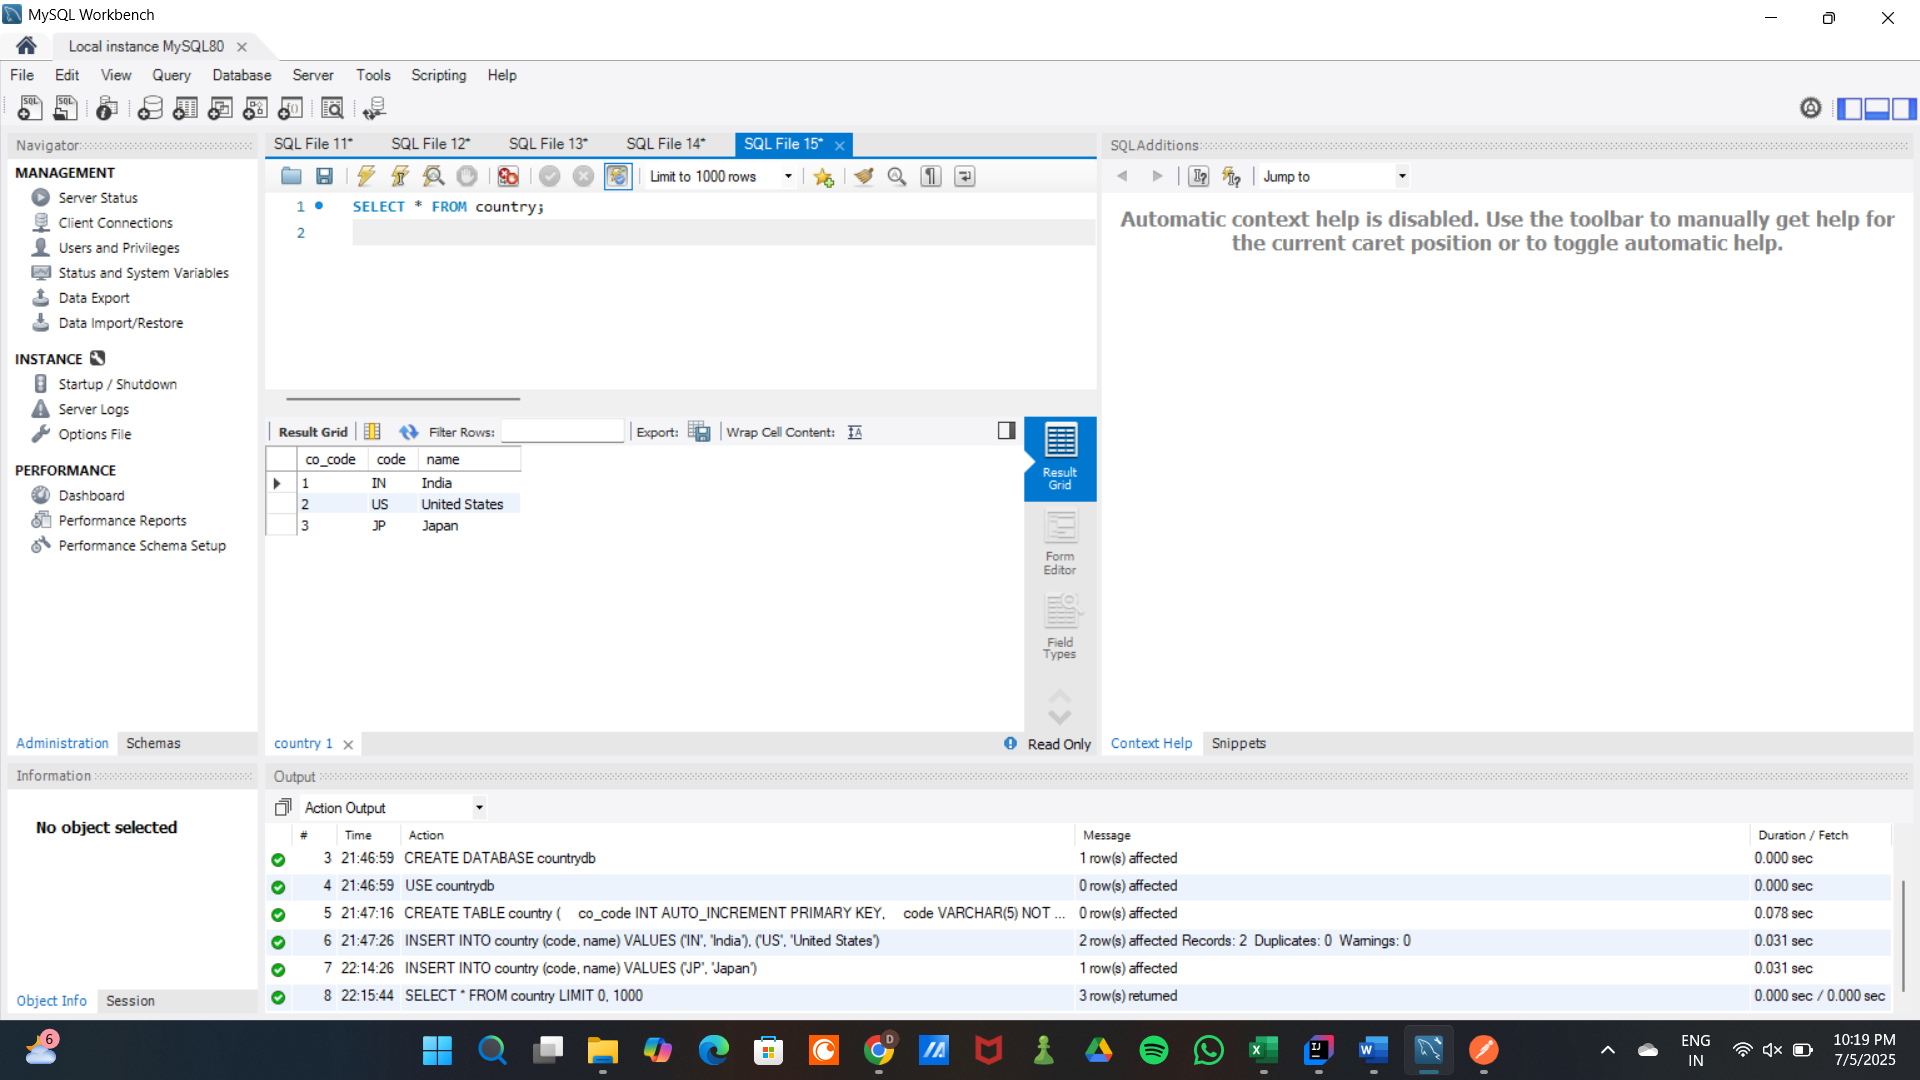 MySQL Workbench
Local instance MySQL80
File Edit View Query Database Server Tools Scripting Help
Navigator
MANAGEMENT
Server Status
Client Connections
Users and Privileges
Status and System Variables
Data Export
Data Import/Restore
INSTANCE
Startup / Shutdown
Server Logs
Options File
PERFORMANCE
Dashboard
Performance Reports
Performance Schema Setup
Administration Schemas
Information
No object selected
Object Info Session
SQL File 11* SQL File 12* SQL File 13* SQL File 14* SQL File 15*
Limit to 1000 rows
1 SELECT * FROM country;
2
Result Grid Filter Rows: Export: Wrap Cell Content:
co_code code name
1 IN India
2 US United States
3 JP Japan
Result
Grid
Form
Editor
Field
Types
country 1 Read Only
SQLAdditions
Jump to
Automatic context help is disabled. Use the toolbar to manually get help for
the current caret position or to toggle automatic help.
Context Help Snippets
Output
Action Output
# Time Action Message Duration / Fetch
3 21:46:59 CREATE DATABASE countrydb 1 row(s) affected 0.000 sec
4 21:46:59 USE countrydb 0 row(s) affected 0.000 sec
5 21:47:16 CREATE TABLE country ( co_code INT AUTO_INCREMENT PRIMARY KEY, code VARCHAR(5) NOT ... 0 row(s) affected 0.078 sec
6 21:47:26 INSERT INTO country (code, name) VALUES ('IN', 'India'), ('US', 'United States') 2 row(s) affected Records: 2 Duplicates: 0 Warnings: 0 0.031 sec
7 22:14:26 INSERT INTO country (code, name) VALUES ('JP', 'Japan') 1 row(s) affected 0.031 sec
8 22:15:44 SELECT * FROM country LIMIT 0, 1000 3 row(s) returned 0.000 sec / 0.000 sec
6
D
ENG
IN
10:19 PM
7/5/2025